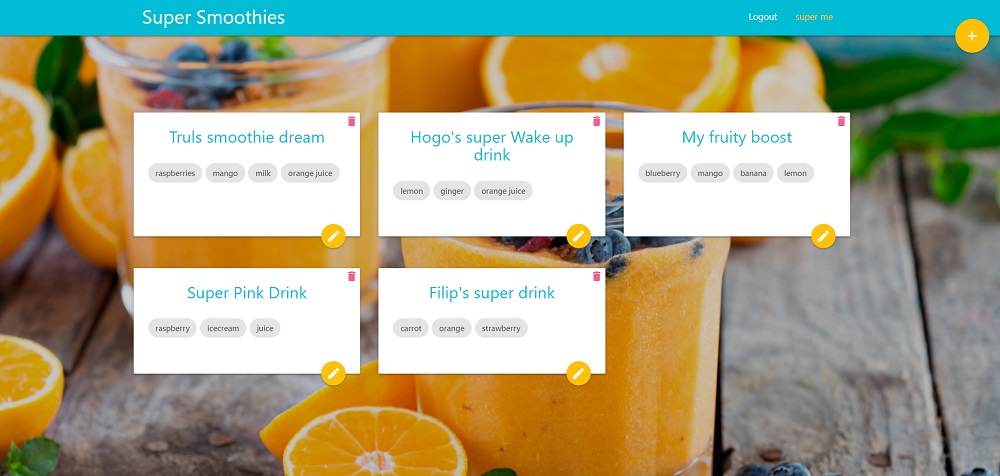 Super Smoothies
Logout super me
+
Truls smoothie dream
raspberries mango milk orange juice
Hogo's super Wake up
drink
lemon ginger orange juice
My fruity boost
blueberry mango banana lemon
Super Pink Drink
raspberry icecream juice
Filip's super drink
carrot orange strawberry